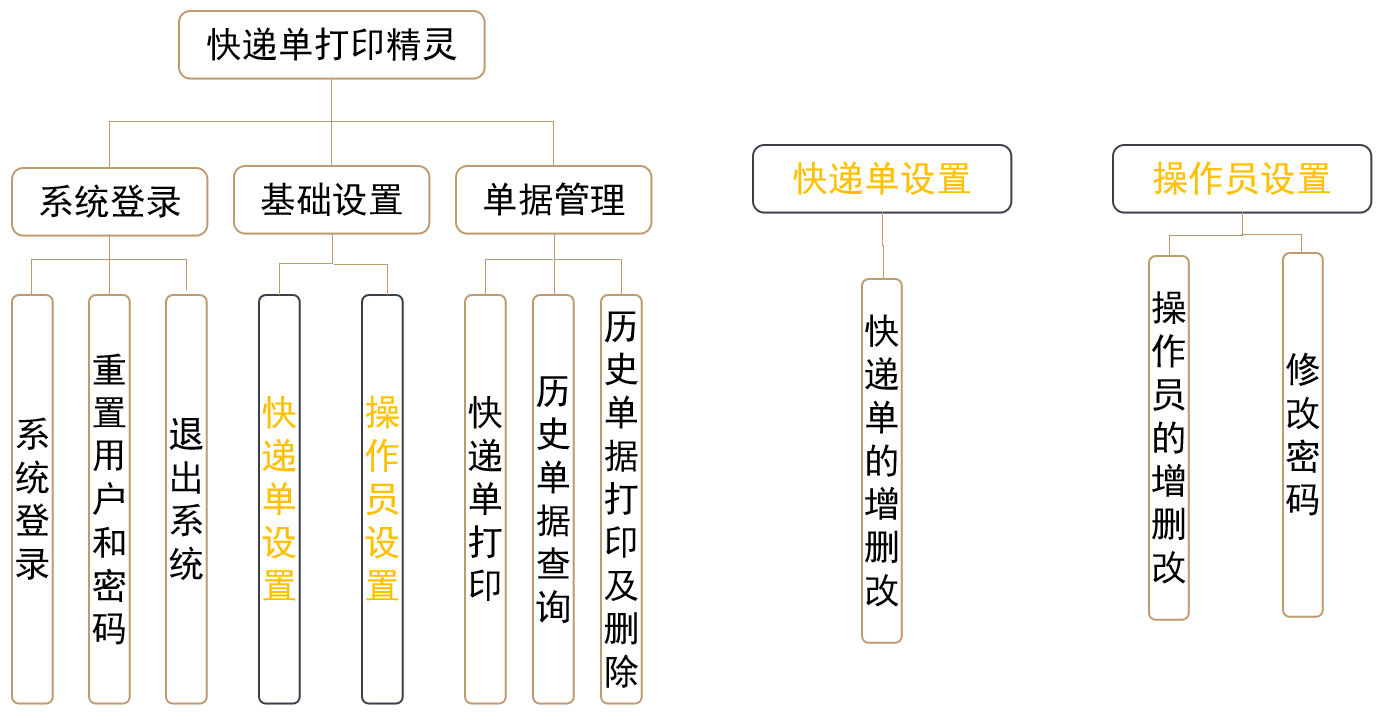 快递单打印精灵
系统登录
基础设置
单据管理
系统登录
重置用户和密码
退出系统
快递单设置
操作员设置
快递单打印
历史单据查询
历史单据打印及删除
快递单设置
快递单的增删改
操作员设置
操作员的增删改
修改密码